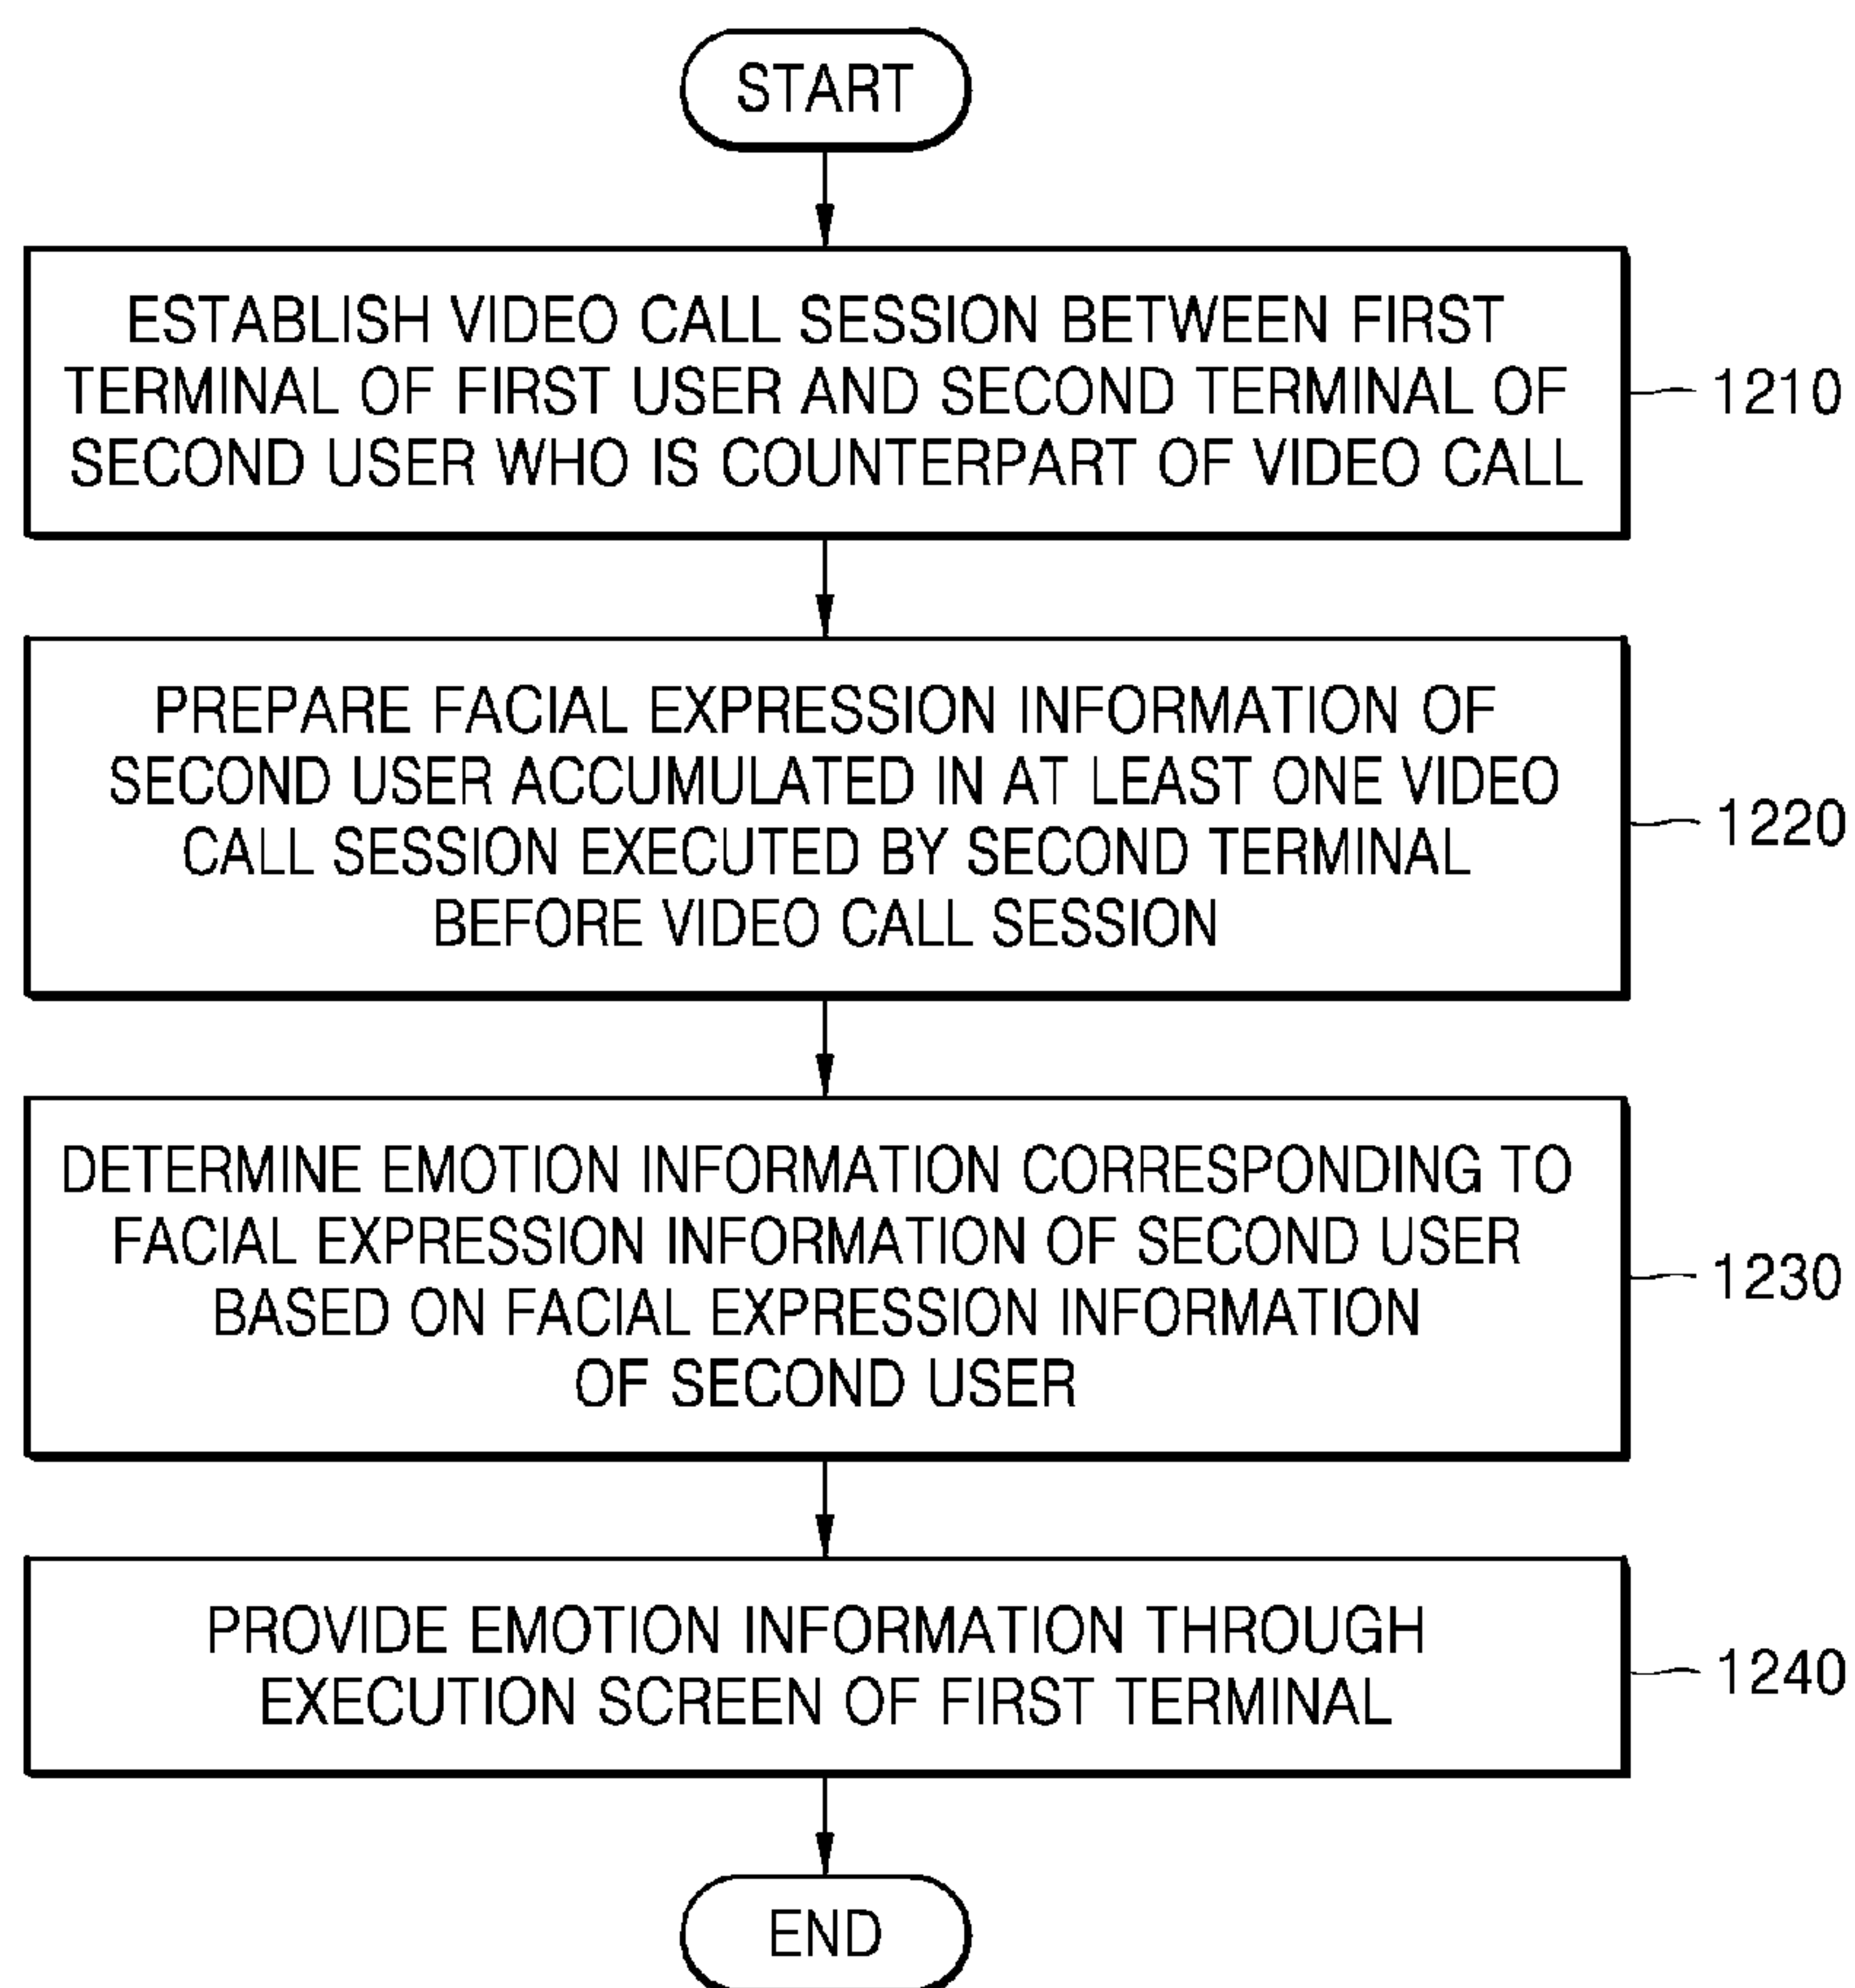 START
ESTABLISH VIDEO CALL SESSION BETWEEN FIRST
TERMINAL OF FIRST USER AND SECOND TERMINAL OF
SECOND USER WHO IS COUNTERPART OF VIDEO CALL
1210
PREPARE FACIAL EXPRESSION INFORMATION OF
SECOND USER ACCUMULATED IN AT LEAST ONE VIDEO
CALL SESSION EXECUTED BY SECOND TERMINAL
BEFORE VIDEO CALL SESSION
1220
DETERMINE EMOTION INFORMATION CORRESPONDING TO
FACIAL EXPRESSION INFORMATION OF SECOND USER
BASED ON FACIAL EXPRESSION INFORMATION
OF SECOND USER
1230
PROVIDE EMOTION INFORMATION THROUGH
EXECUTION SCREEN OF FIRST TERMINAL
1240
END